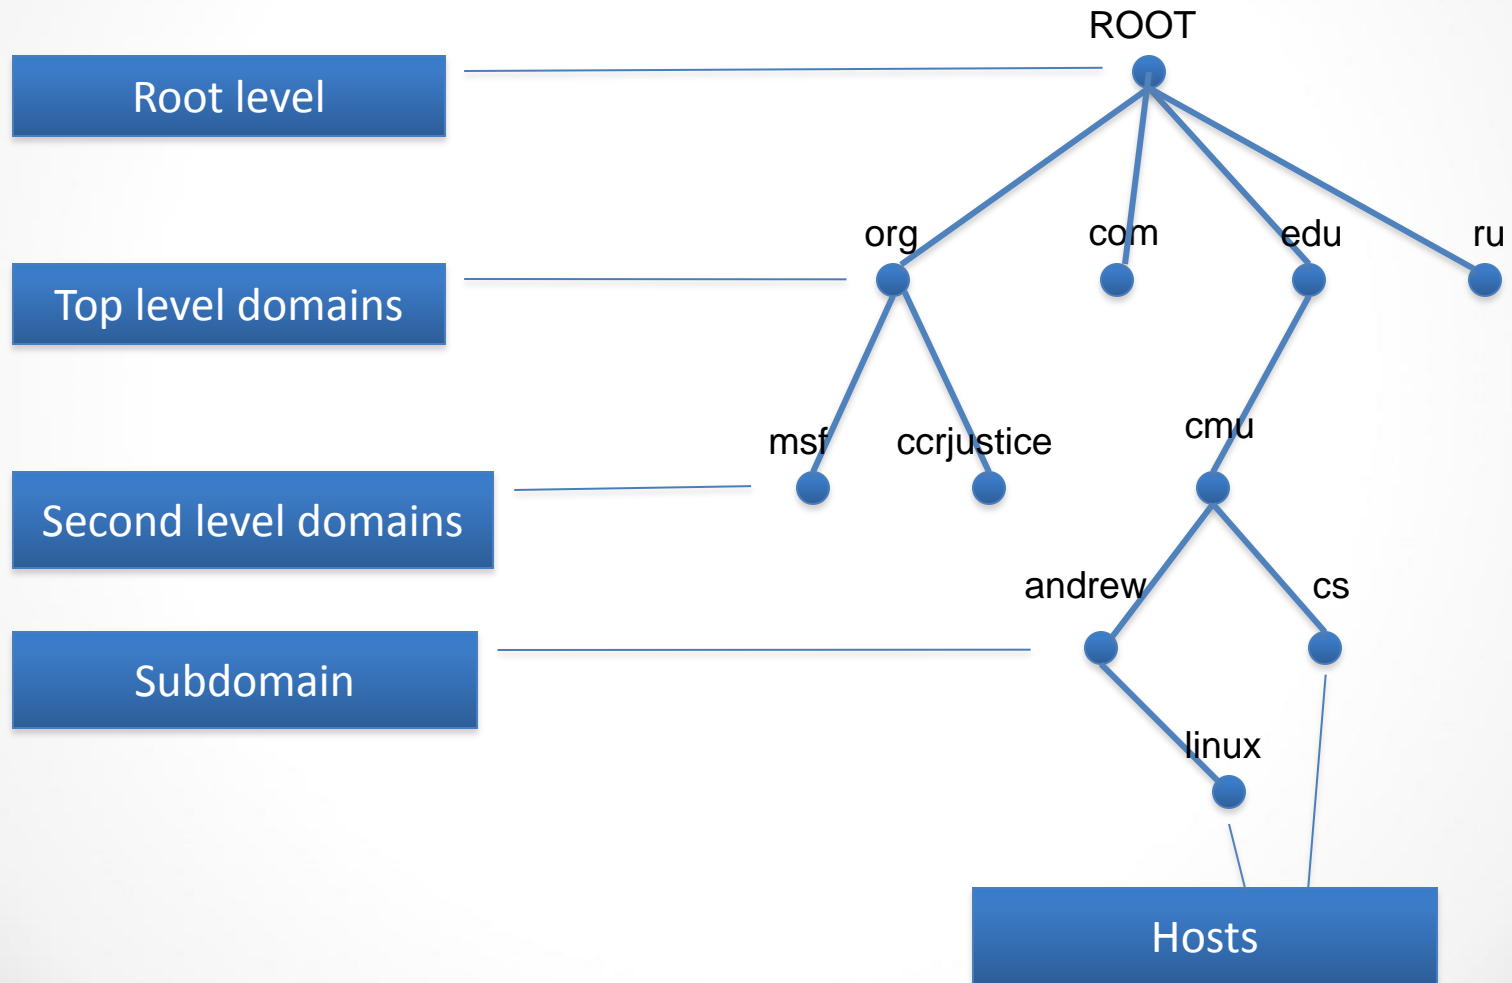 ROOT
Root level
org
com
edu
ru
Top level domains
msf
ccrjustice
cmu
Second level domains
andrew
cs
Subdomain
linux
Hosts